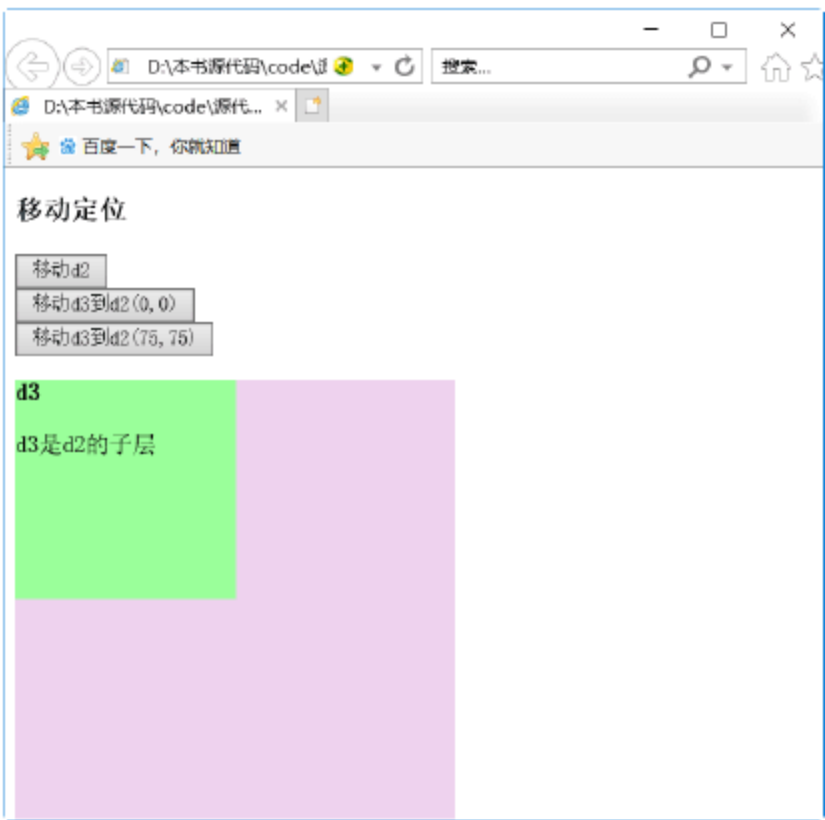 D:\本书源代码\code\源
搜索...
D:\本书源代码\code\源代...
百度一下，你就知道
移动定位
移动d2
移动d3到d2(0,0)
移动d3到d2(75,75)
d3
d3是d2的子层